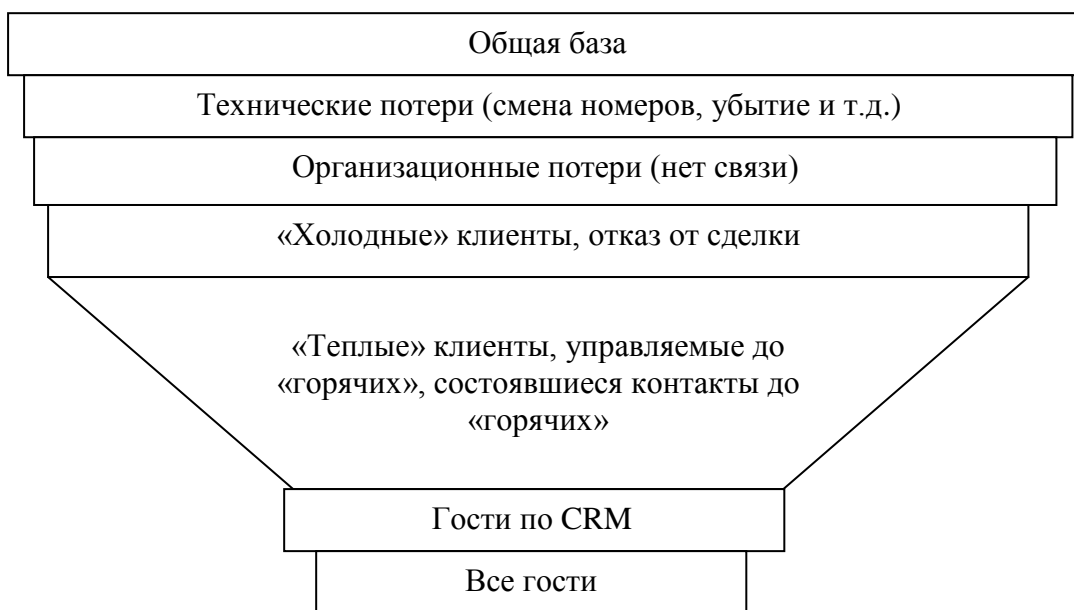 Общая база
Технические потери (смена номеров, убытие и т.д.)
Организационные потери (нет связи)
«Холодные» клиенты, отказ от сделки
«Теплые» клиенты, управляемые до
«горячих», состоявшиеся контакты до
«горячих»
Гости по CRM
Все гости